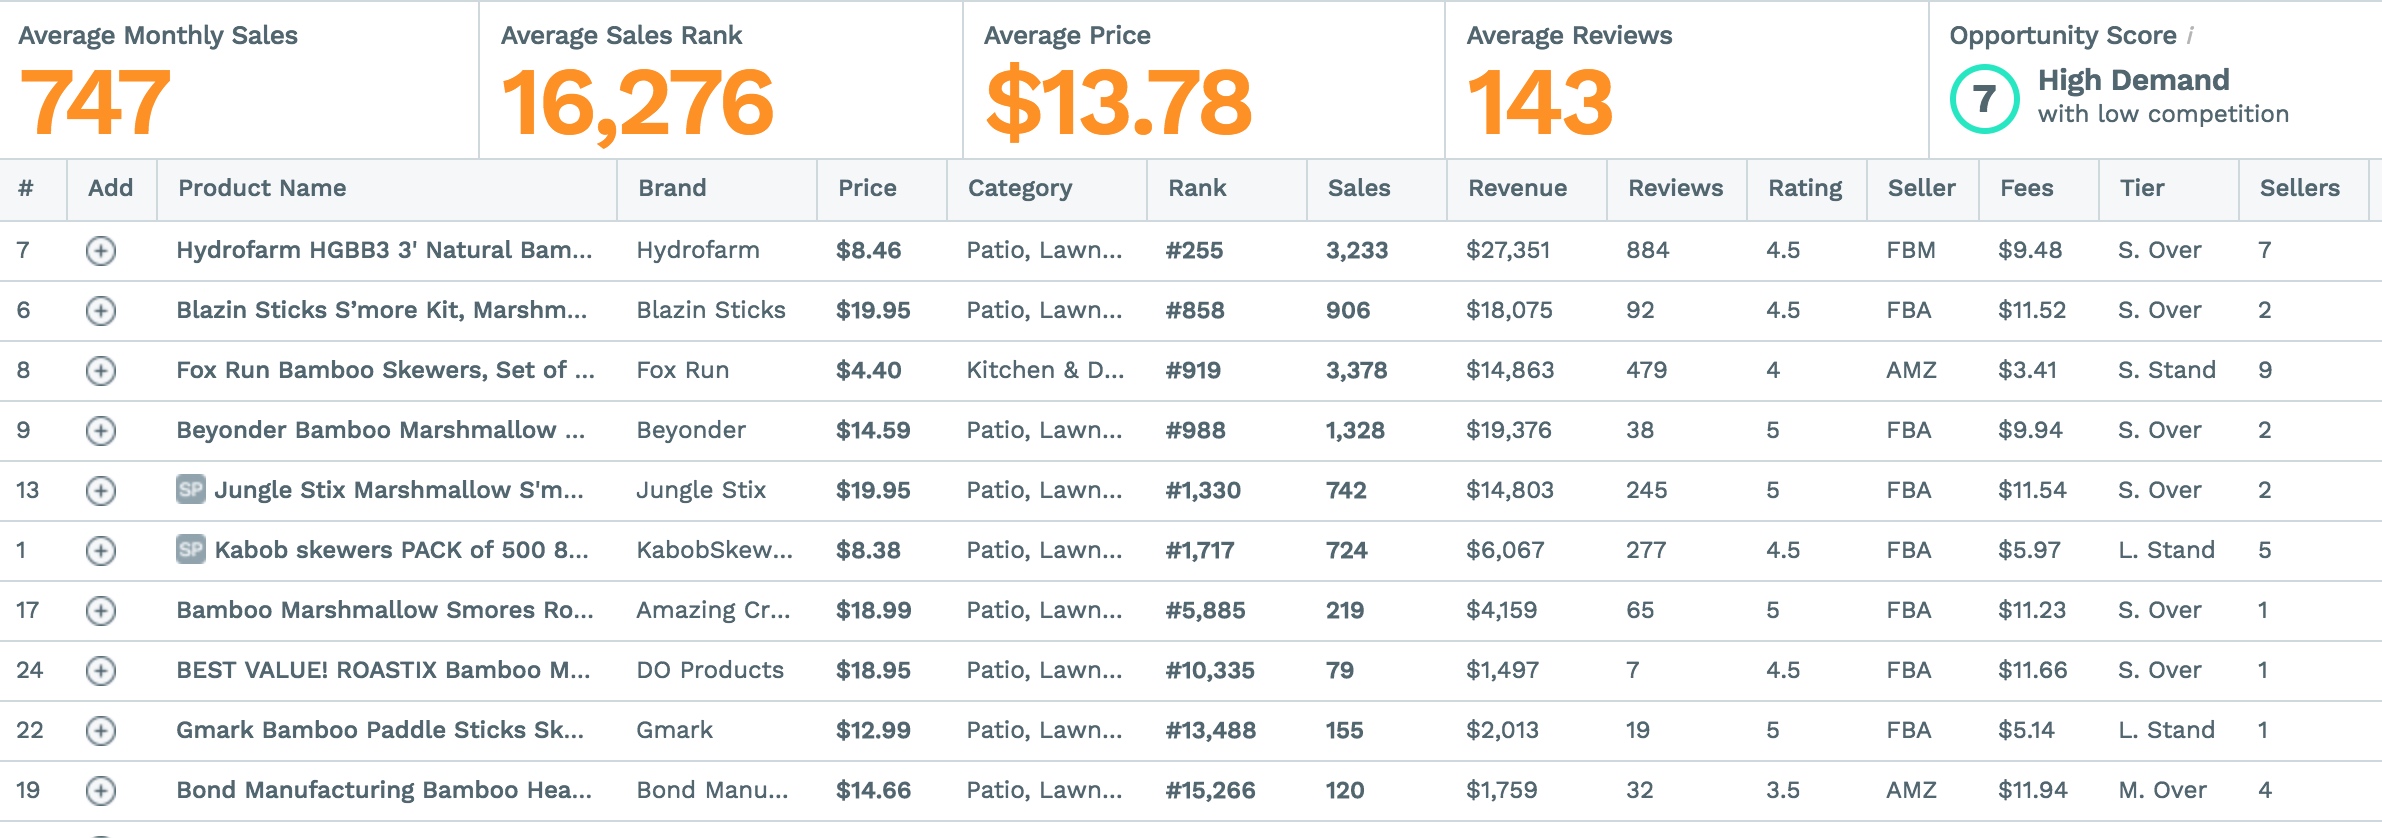 Average Monthly Sales Average Sales Rank Average Price Average Reviews Opportunity Score i
747 16,276 $13.78 143 7 High Demand
with low competition
# Add Product Name Brand Price Category Rank Sales Revenue Reviews Rating Seller Fees Tier Sellers
7 Hydrofarm HGBB3 3' Natural Bam... Hydrofarm $8.46 Patio, Lawn... #255 3,233 $27,351 884 4.5 FBM $9.48 S. Over 7
6 Blazin Sticks S’more Kit, Marshm... Blazin Sticks $19.95 Patio, Lawn... #858 906 $18,075 92 4.5 FBA $11.52 S. Over 2
8 Fox Run Bamboo Skewers, Set of ... Fox Run $4.40 Kitchen & D... #919 3,378 $14,863 479 4 AMZ $3.41 S. Stand 9
9 Beyonder Bamboo Marshmallow ... Beyonder $14.59 Patio, Lawn... #988 1,328 $19,376 38 5 FBA $9.94 S. Over 2
13 SP Jungle Stix Marshmallow S'm... Jungle Stix $19.95 Patio, Lawn... #1,330 742 $14,803 245 5 FBA $11.54 S. Over 2
1 SP Kabob skewers PACK of 500 8... KabobSkew... $8.38 Patio, Lawn... #1,717 724 $6,067 277 4.5 FBA $5.97 L. Stand 5
17 Bamboo Marshmallow Smores Ro... Amazing Cr... $18.99 Patio, Lawn... #5,885 219 $4,159 65 5 FBA $11.23 S. Over 1
24 BEST VALUE! ROASTIX Bamboo M... DO Products $18.95 Patio, Lawn... #10,335 79 $1,497 7 4.5 FBA $11.66 S. Over 1
22 Gmark Bamboo Paddle Sticks Sk... Gmark $12.99 Patio, Lawn... #13,488 155 $2,013 19 5 FBA $5.14 L. Stand 1
19 Bond Manufacturing Bamboo Hea... Bond Manu... $14.66 Patio, Lawn... #15,266 120 $1,759 32 3.5 AMZ $11.94 M. Over 4